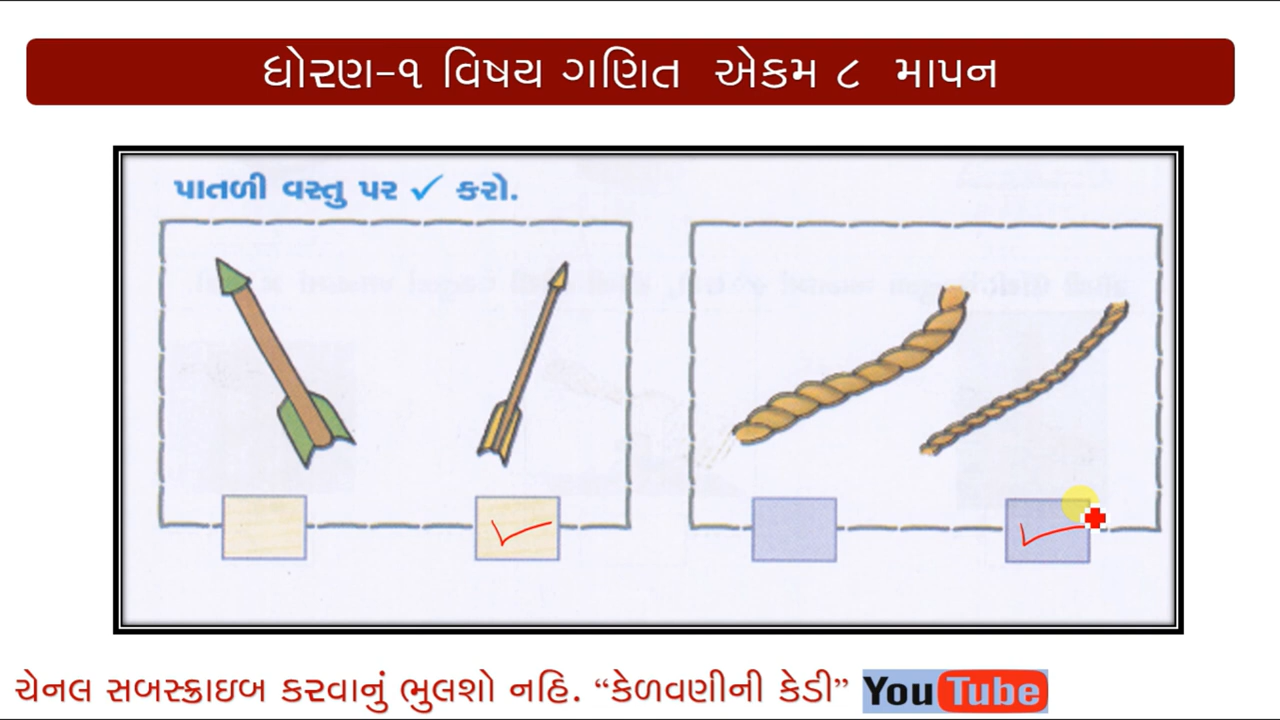 ધોરણ-૧ વિષય ગણિત એકમ ૮ માપન
પાતળી વસ્તુ પર ✓ કરો.
ચેનલ સબસ્ક્રાઇબ કરવાનું ભુલશો નહિ. “કેળવણીની કેડી” YouTube